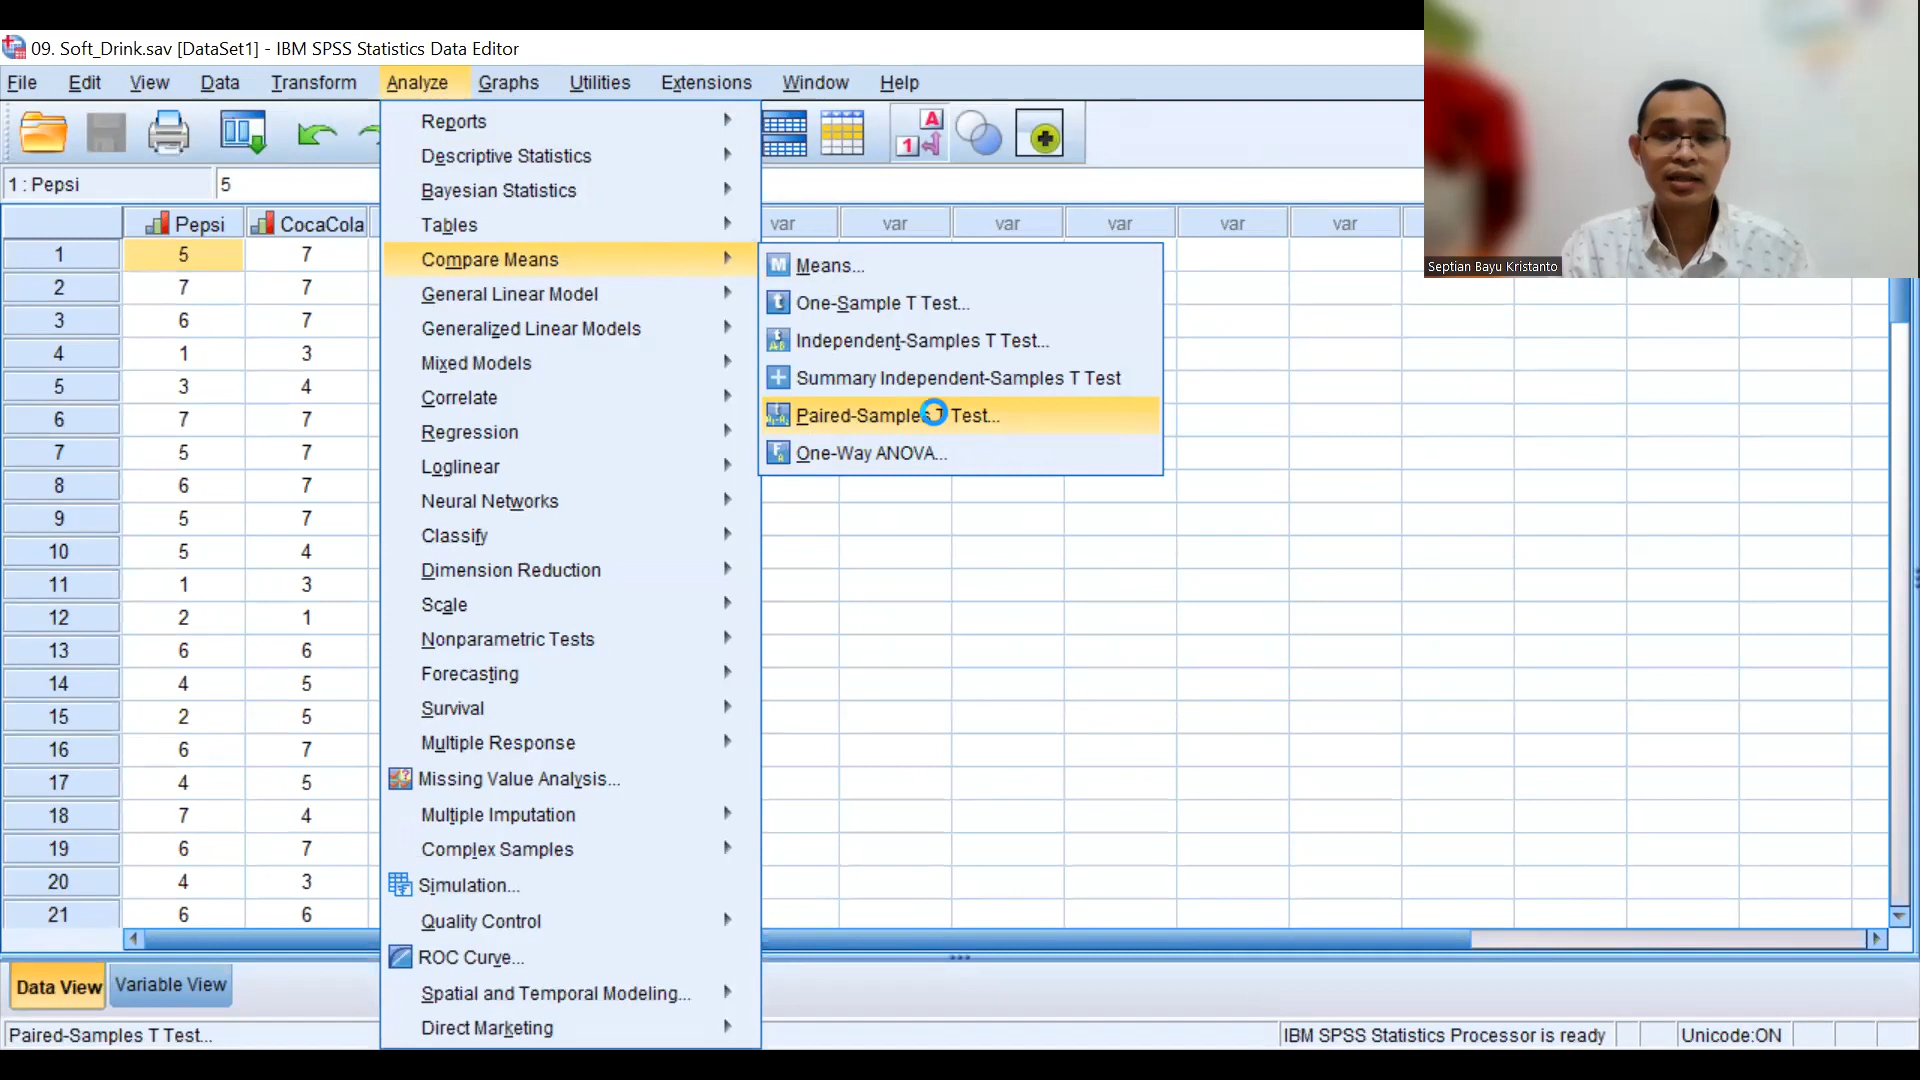 09. Soft_Drink.sav [DataSet1] - IBM SPSS Statistics Data Editor
File Edit View Data Transform Analyze Graphs Utilities Extensions Window Help
1 : Pepsi 5
Pepsi CocaCola var var var var var var
1 5 7
2 7 7
3 6 7
4 1 3
5 3 4
6 7 7
7 5 7
8 6 7
9 5 7
10 5 4
11 1 3
12 2 1
13 6 6
14 4 5
15 2 5
16 6 7
17 4 5
18 7 4
19 6 7
20 4 3
21 6 6
Reports
Descriptive Statistics
Bayesian Statistics
Tables
Compare Means
General Linear Model
Generalized Linear Models
Mixed Models
Correlate
Regression
Loglinear
Neural Networks
Classify
Dimension Reduction
Scale
Nonparametric Tests
Forecasting
Survival
Multiple Response
Missing Value Analysis...
Multiple Imputation
Complex Samples
Simulation...
Quality Control
ROC Curve...
Spatial and Temporal Modeling...
Direct Marketing
Means...
One-Sample T Test...
Independent-Samples T Test...
Summary Independent-Samples T Test
Paired-Samples T Test...
One-Way ANOVA...
Septian Bayu Kristanto
Data View Variable View
Paired-Samples T Test...
IBM SPSS Statistics Processor is ready
Unicode:ON